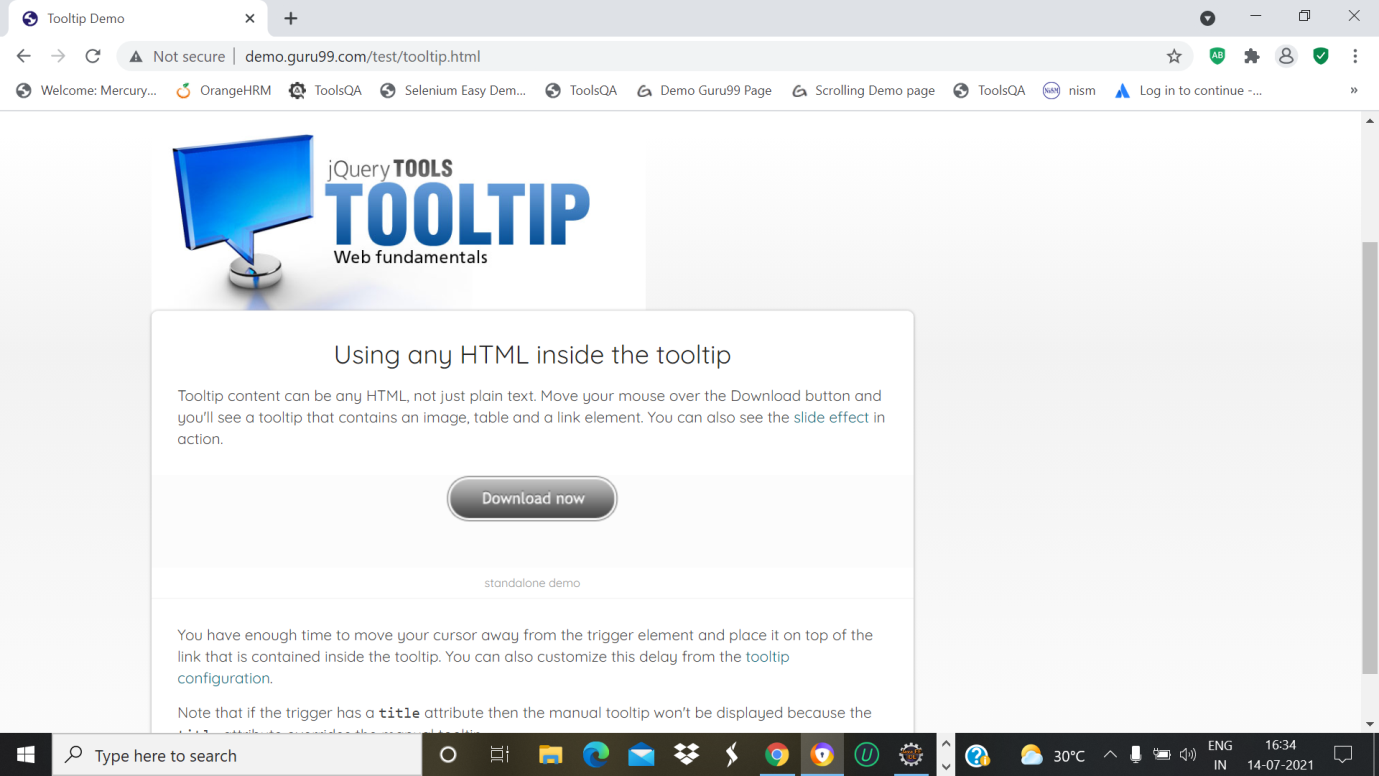 Tooltip Demo
Not secure
demo.guru99.com/test/tooltip.html
AB
Welcome: Mercury...
OrangeHRM
ToolsQA
Selenium Easy Dem...
ToolsQA
Demo Guru99 Page
Scrolling Demo page
ToolsQA
nism
Log in to continue -...
»
jQuery TOOLS
TOOLTIP
Web fundamentals
Using any HTML inside the tooltip
Tooltip content can be any HTML, not just plain text. Move your mouse over the Download button and
you'll see a tooltip that contains an image, table and a link element. You can also see the slide effect in
action.
Download now
standalone demo
You have enough time to move your cursor away from the trigger element and place it on top of the
link that is contained inside the tooltip. You can also customize this delay from the tooltip
configuration.
Note that if the trigger has a title attribute then the manual tooltip won't be displayed because the
Type here to search
30°C
ENG
IN
16:34
14-07-2021